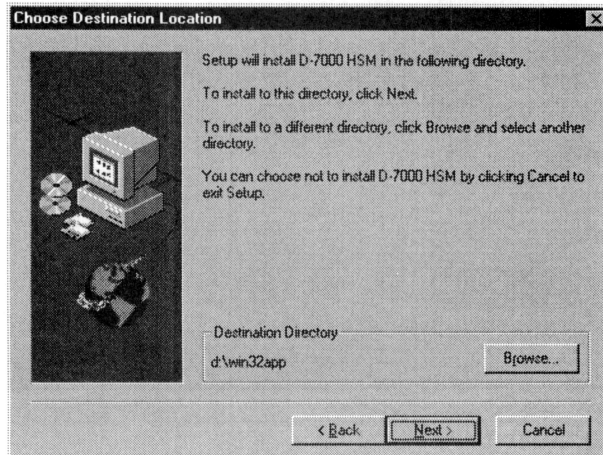 Choose Destination Location
Setup will install D-7000 HSM in the following directory.
To install to this directory, click Next.
To install to a different directory, click Browse and select another
directory.
You can choose not to install D-7000 HSM by clicking Cancel to
exit Setup.
Destination Directory
d:\win32app
Browse...
< Back
Next >
Cancel